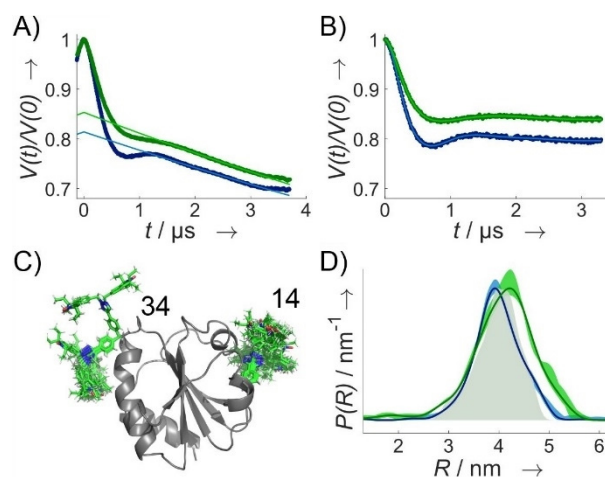 A)
B)
V(t)/V(0) →
1
0.9
0.8
0.7
0 1 2 3 4
t / µs →
V(t)/V(0) →
1
0.9
0.8
0.7
0 1 2 3
t / µs →
C)
34
14
D)
P(R) / nm⁻¹ →
2 3 4 5 6
R / nm →